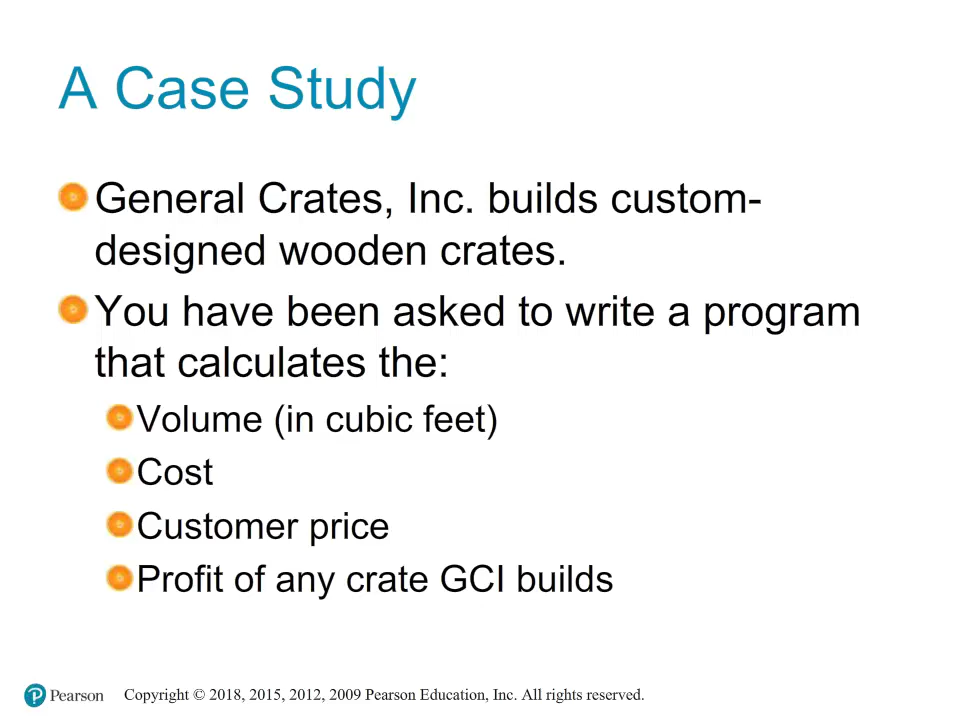 A Case Study
General Crates, Inc. builds custom-
designed wooden crates.
You have been asked to write a program
that calculates the:
Volume (in cubic feet)
Cost
Customer price
Profit of any crate GCI builds
Pearson Copyright © 2018, 2015, 2012, 2009 Pearson Education, Inc. All rights reserved.